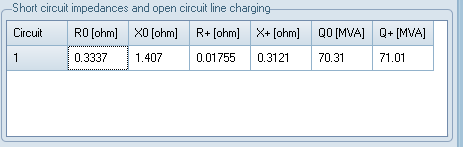 Short circuit impedances and open circuit line charging
Circuit R0 [ohm] X0 [ohm] R+ [ohm] X+ [ohm] Q0 [MVA] Q+ [MVA]
1 0.3337 1.407 0.01755 0.3121 70.31 71.01